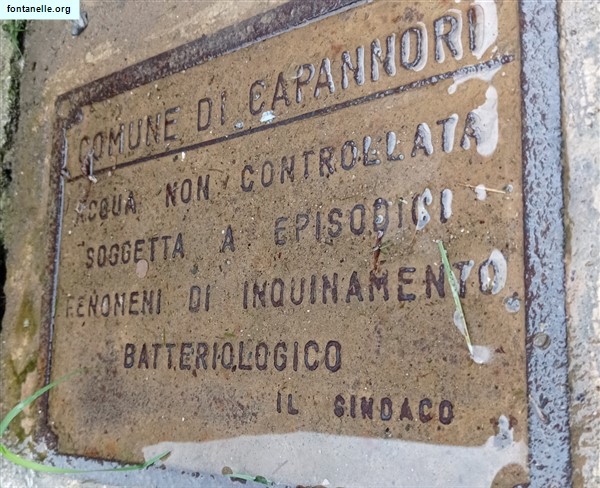 fontanelle.org
COMUNE DI CAPANNORI
ACQUA NON CONTROLLATA
SOGGETTA A EPISODICI
FENOMENI DI INQUINAMENTO
BATTERIOLOGICO
IL SINDACO